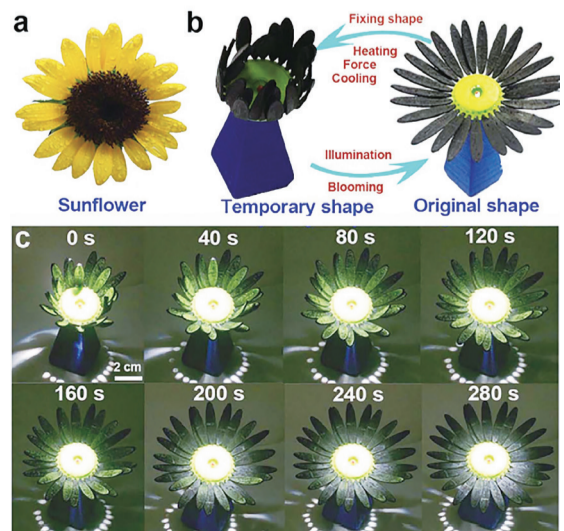 a
b
Fixing shape
Heating
Force
Cooling
Illumination
Blooming
Sunflower
Temporary shape
Original shape
c
0 s
40 s
80 s
120 s
2 cm
160 s
200 s
240 s
280 s